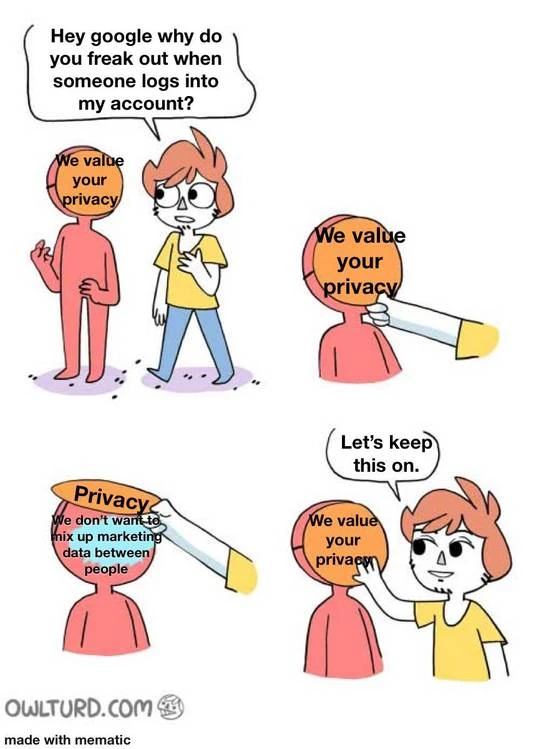 Hey google why do
you freak out when
someone logs into
my account?
We value
your
privacy
We value
your
privacy
Privacy
We don't want to
mix up marketing
data between
people
Let's keep
this on.
We value
your
privacy
OWLTURD.COM
made with mematic